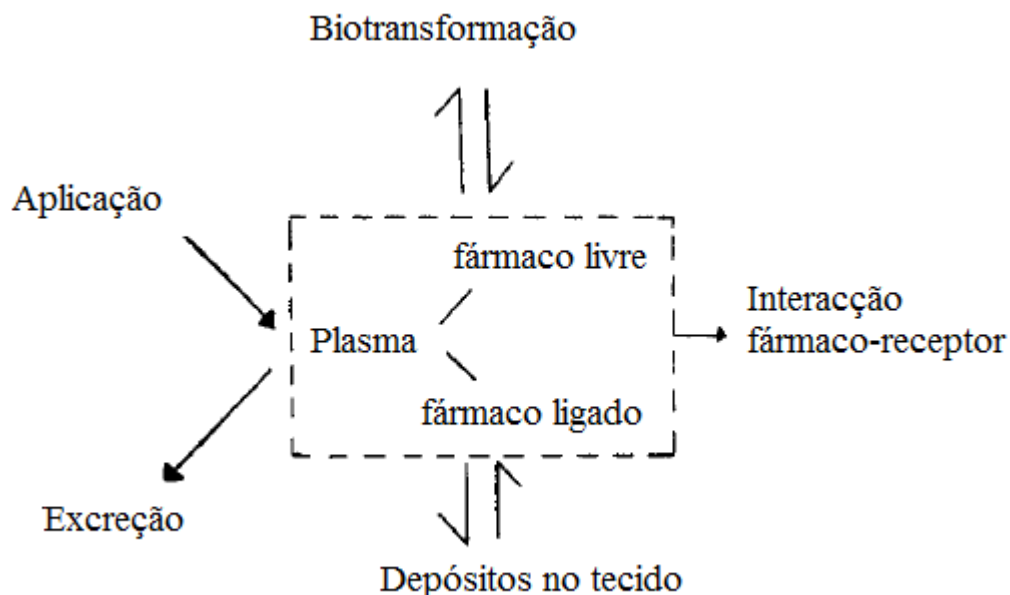 Biotransformação
Aplicação
fármaco livre
Plasma
fármaco ligado
Interacção
fármaco-receptor
Excreção
Depósitos no tecido